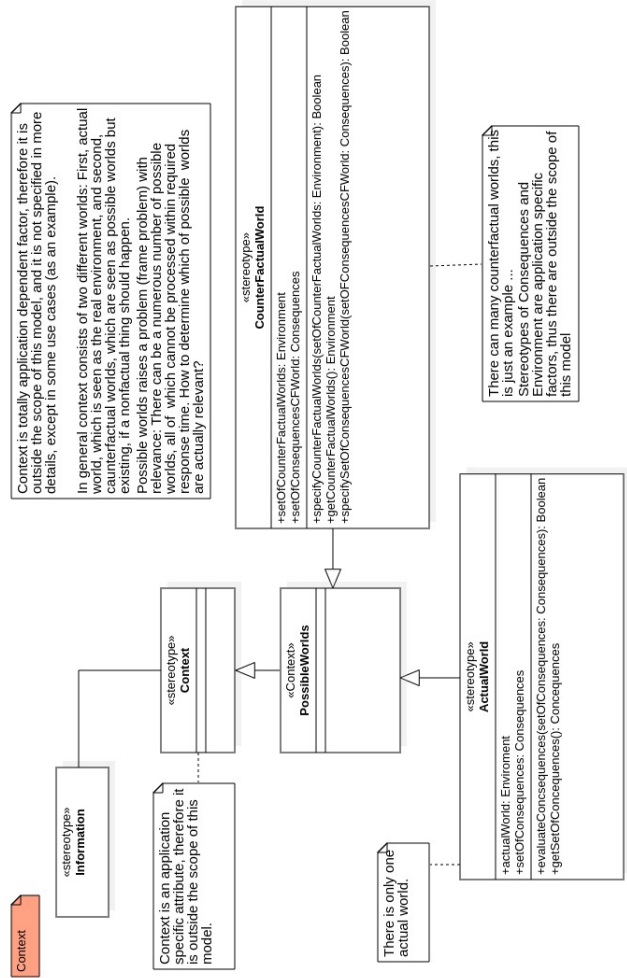 Context
«stereotype»
Information
Context is an application
specific attribute, therefore it
is outside the scope of this
model.
«stereotype»
Context
Context is totally application dependent factor, therefore it is
outside the scope of this model, and it is not specified in more
details, except in some use cases (as an example).
In general context consists of two different worlds: First, actual
world, which is seen as the real environment, and second,
caunterfactual worlds, which are seen as possible worlds but
existing, if a nonfactual thing should happen.
Possible worlds raises a problem (frame problem) with
relevance: There can be a numerous number of possible
worlds, all of which cannot be processed within required
response time. How to determine which of possible worlds
are actually relevant?
«Context»
PossibleWorlds
«stereotype»
CounterFactualWorld
+setOfCounterFactualWorlds: Environment
+setOfConsequencesCFWorld: Consequences
+specifyCounterFactualWorlds(setOfCounterFactualWorlds: Environment): Boolean
+getCounterFactualWorlds(): Environment
+specifySetOfConsequencesCFWorld(setOFConsequencesCFWorld: Consequences): Boolean
There is only one
actual world.
«stereotype»
ActualWorld
+actualWorld: Enviroment
+setOfConsequences: Consequences
+evaluateConcsequences(setOfConsequences: Consequences): Boolean
+getSetOfConcequences(): Concequences
There can many counterfactual worlds, this
is just an example ...
Stereotypes of Consequences and
Environment are application specific
factors, thus there are outside the scope of
this model